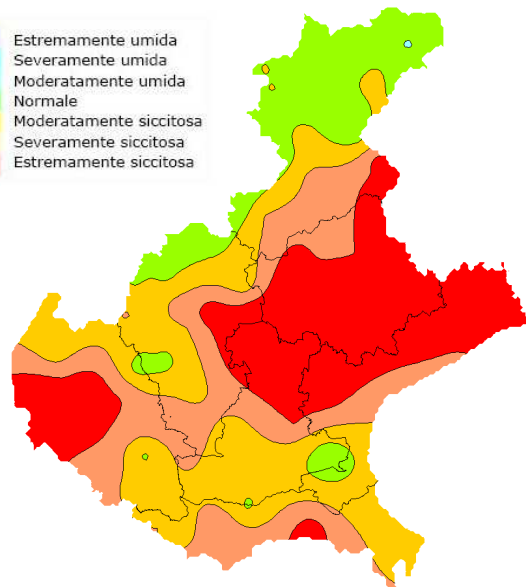 Estremamente umida
Severamente umida
Moderatamente umida
Normale
Moderatamente siccitosa
Severamente siccitosa
Estremamente siccitosa